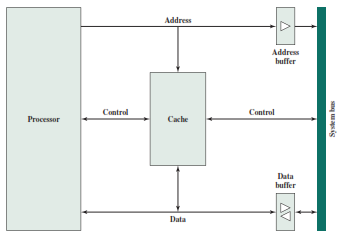 Address
Address
buffer
Processor
Control
Cache
Control
System bus
Data
buffer
Data